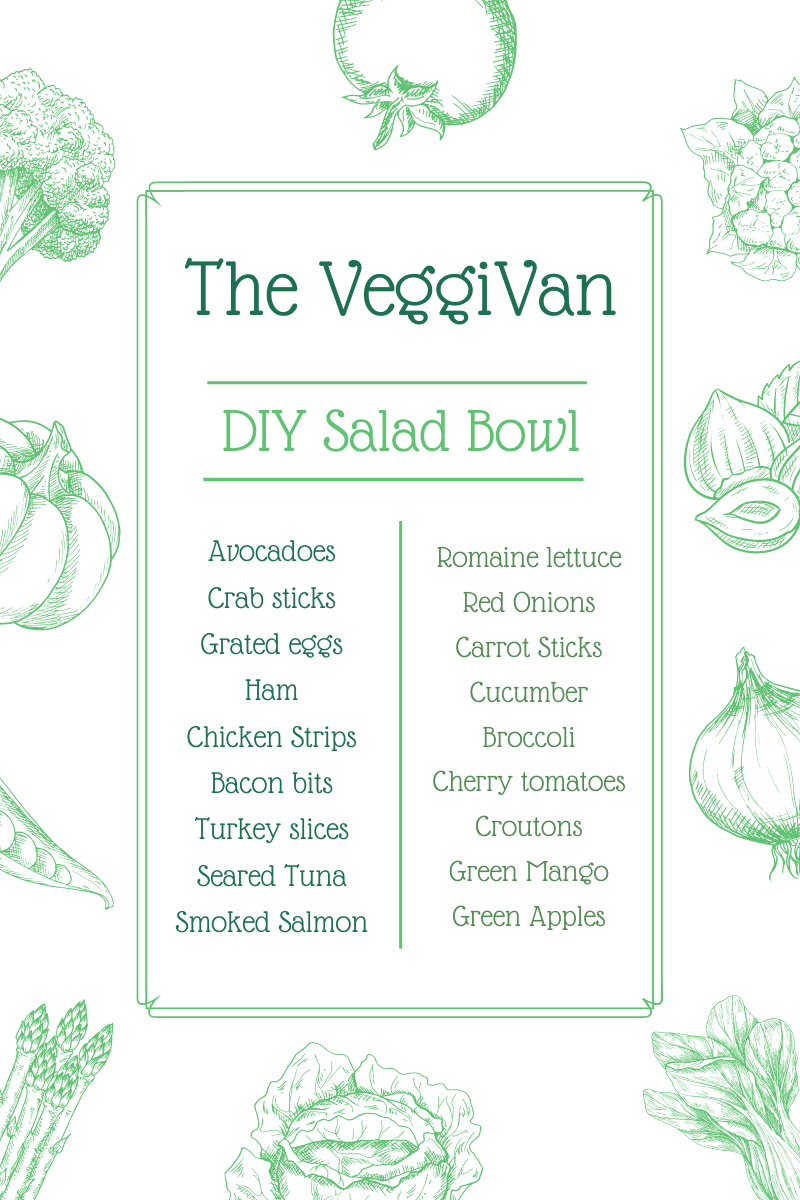 The VeggiVan
DIY Salad Bowl
Avocadoes
Crab sticks
Grated eggs
Ham
Chicken Strips
Bacon bits
Turkey slices
Seared Tuna
Smoked Salmon
Romaine lettuce
Red Onions
Carrot Sticks
Cucumber
Broccoli
Cherry tomatoes
Croutons
Green Mango
Green Apples